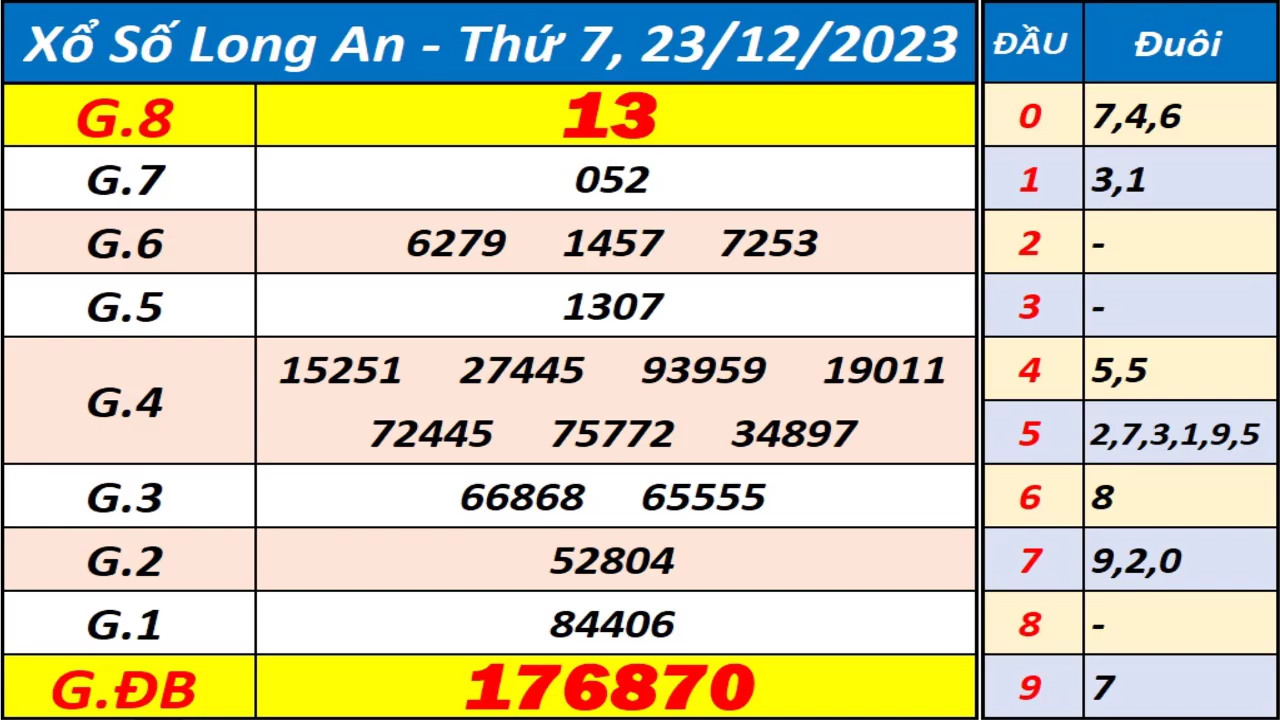 Xổ Số Long An - Thứ 7, 23/12/2023
G.8 13
G.7 052
G.6 6279 1457 7253
G.5 1307
G.4
15251 27445 93959 19011
72445 75772 34897
G.3 66868 65555
G.2 52804
G.1 84406
G.ĐB 176870
ĐẦU Đuôi
0 7,4,6
1 3,1
2 -
3 -
4 5,5
5 2,7,3,1,9,5
6 8
7 9,2,0
8 -
9 7